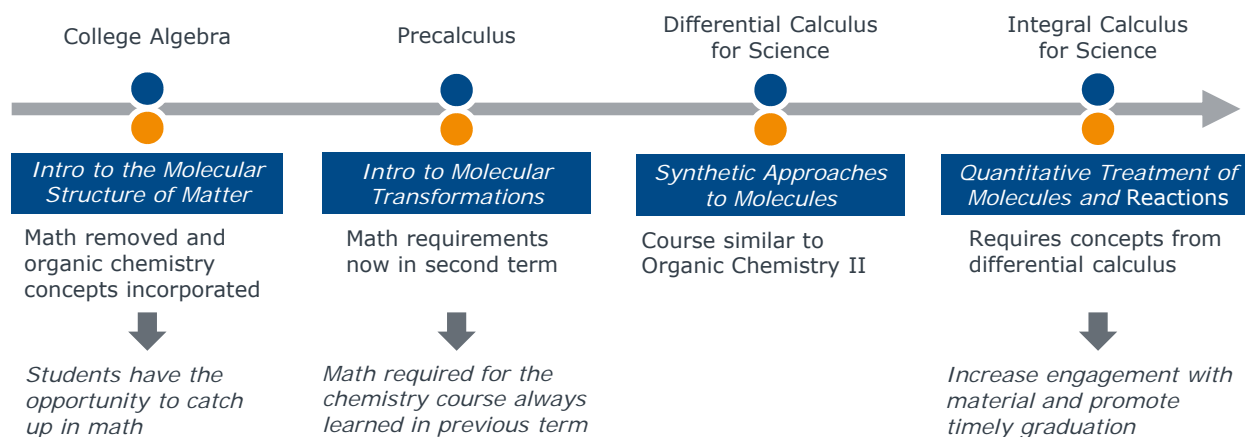 College Algebra
Precalculus
Differential Calculus
for Science
Integral Calculus
for Science
Intro to the Molecular
Structure of Matter
Intro to Molecular
Transformations
Synthetic Approaches
to Molecules
Quantitative Treatment of
Molecules and Reactions
Math removed and
organic chemistry
concepts incorporated
Math requirements
now in second term
Course similar to
Organic Chemistry II
Requires concepts from
differential calculus
Students have the
opportunity to catch
up in math
Math required for the
chemistry course always
learned in previous term
Increase engagement with
material and promote
timely graduation